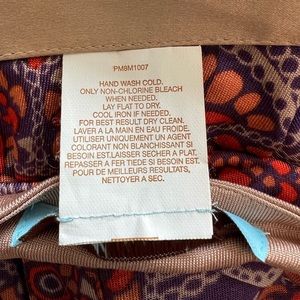 PM8M1007
HAND WASH COLD.
ONLY NON-CHLORINE BLEACH
WHEN NEEDED.
LAY FLAT TO DRY.
COOL IRON IF NEEDED.
FOR BEST RESULT DRY CLEAN.
LAVER A LA MAIN EN EAU FROIDE.
UTILISER UNIQUEMENT UN AGENT
COLORANT NON BLANCHISSANT SI
BESOIN EST.LAISSER SECHER A PLAT.
REPASSER A FER TIEDE SI BESOIN EST.
POUR DE MEILLEURS RESULTATS,
NETTOYER A SEC.